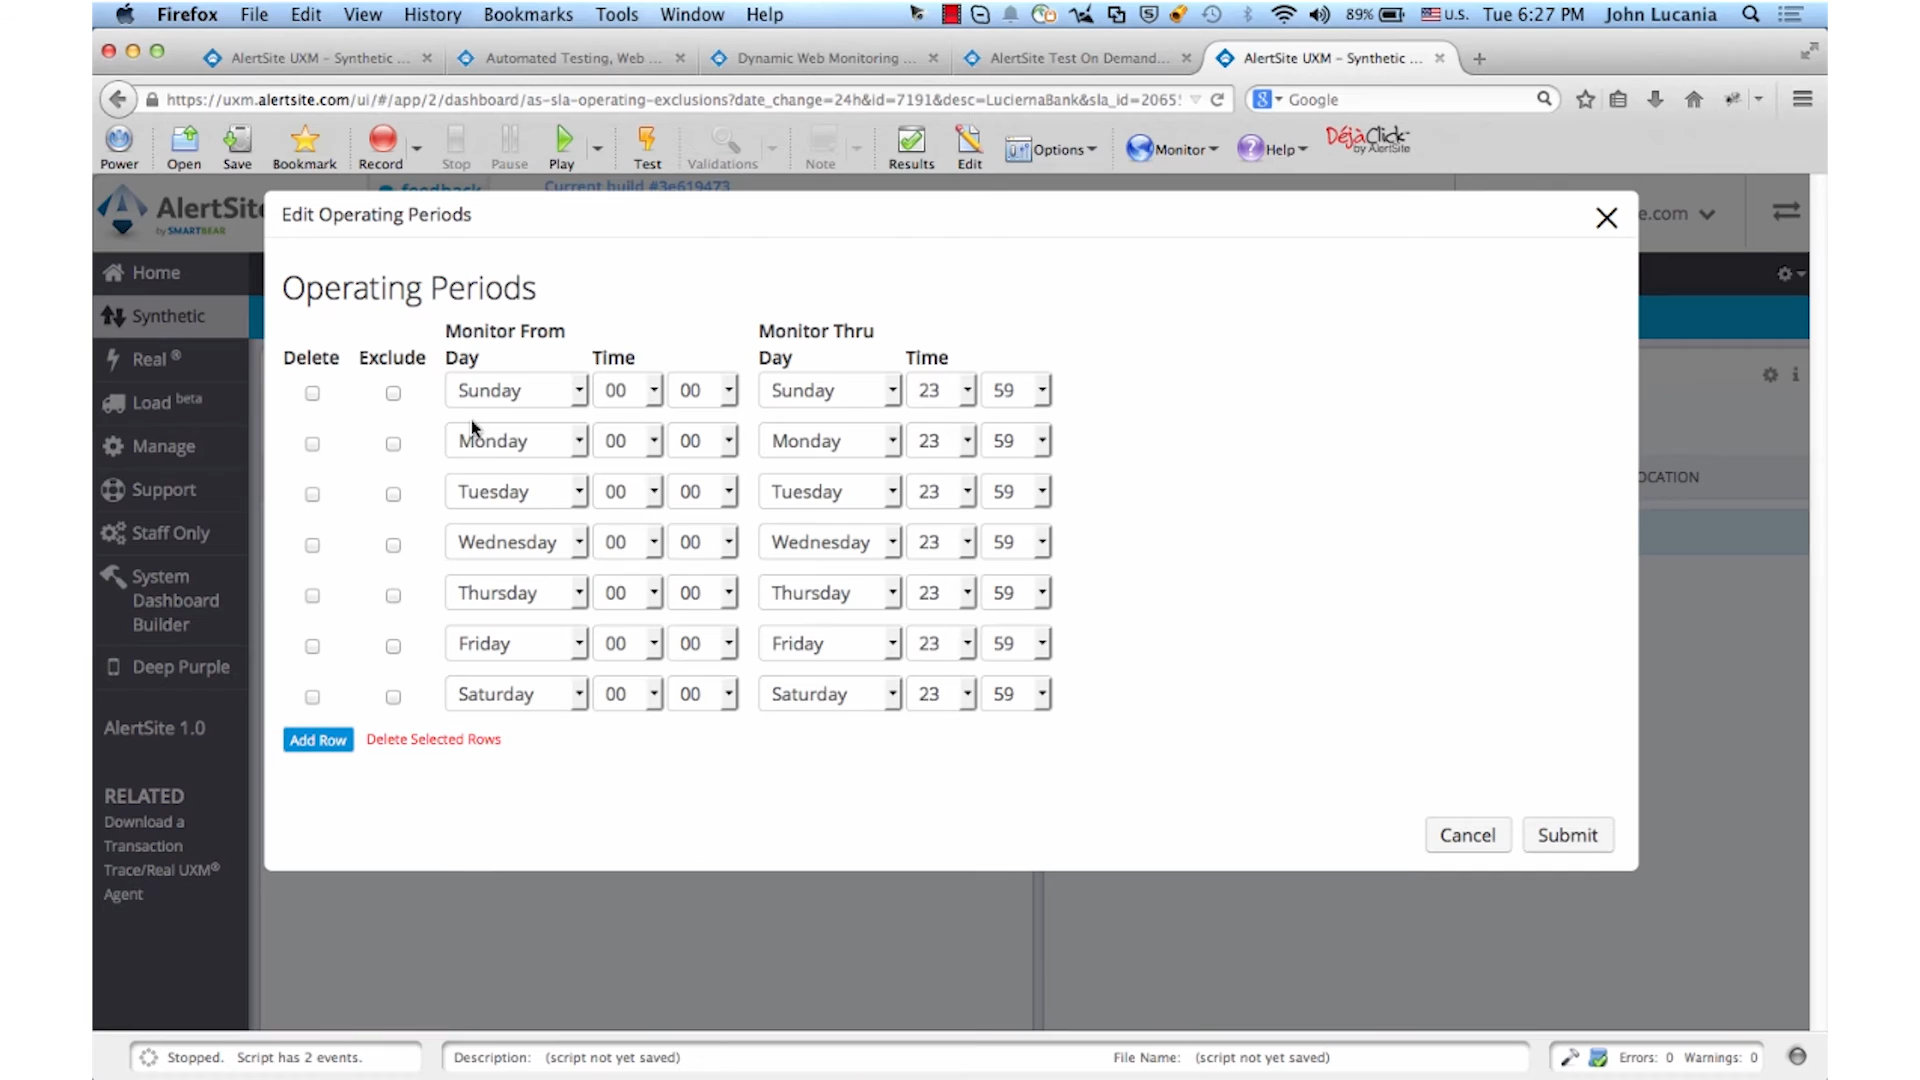 Firefox File Edit View History Bookmarks Tools Window Help 89% U.S. Tue 6:27 PM John Lucania
AlertSite UXM – Synthetic ... Automated Testing, Web ... Dynamic Web Monitoring ... AlertSite Test On Demand... AlertSite UXM – Synthetic ...
https://uxm.alertsite.com/ui/#/app/2/dashboard/as-sla-operating-exclusions?date_change=24h&id=7191&desc=LuciernaBank&sla_id=2065 Google
Power Open Save Bookmark Record Stop Pause Play Test Validations Note Results Edit Options Monitor Help DéjàClick
by AlertSite
feedback Current build #3e619473
AlertSite
by SMARTBEAR
e.com
Edit Operating Periods
Home
Synthetic
Real ®
Load beta
Manage
Support
Staff Only
System
Dashboard
Builder
Deep Purple
AlertSite 1.0
RELATED
Download a
Transaction
Trace/Real UXM®
Agent
OCATION
Operating Periods
Monitor From Monitor Thru
Delete Exclude Day Time Day Time
Sunday 00 00 Sunday 23 59
Monday 00 00 Monday 23 59
Tuesday 00 00 Tuesday 23 59
Wednesday 00 00 Wednesday 23 59
Thursday 00 00 Thursday 23 59
Friday 00 00 Friday 23 59
Saturday 00 00 Saturday 23 59
Add Row Delete Selected Rows
Cancel Submit
Stopped. Script has 2 events. Description: (script not yet saved) File Name: (script not yet saved) Errors: 0 Warnings: 0